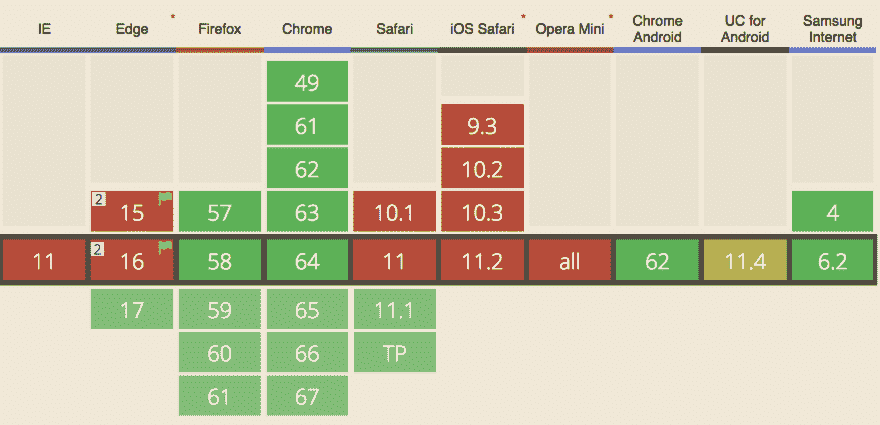 IE Edge * Firefox Chrome Safari iOS Safari * Opera Mini * Chrome Android UC for Android Samsung Internet
49
61 9.3
62 10.2
2 15 57 63 10.1 10.3 4
11 2 16 58 64 11 11.2 all 62 11.4 6.2
17 59 65 11.1
60 66 TP
61 67